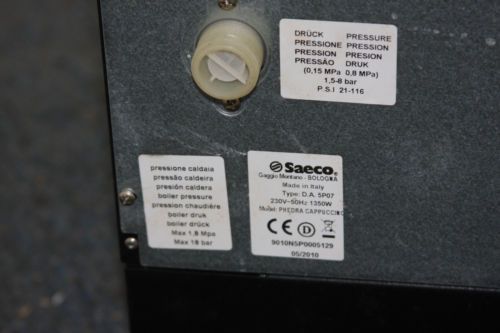 DRÜCK PRESSURE
PRESSIONE PRESSION
PRESSION PRESION
PRESSÃO DRUK
(0,15 MPa 0,8 MPa)
1,5-8 bar
P.S.I 21-116
pressione caldaia
pressão caldeira
presión caldera
boiler pressure
pression chaudière
boiler druk
boiler drück
Max 1,8 Mpa
Max 18 bar
Saeco
Gaggio Montano - BOLOGNA
Made in Italy
Type: D.A. 5P07
230V~50Hz 1350W
Model: PHEDRA CAPPUCCINO
CE D
9010N5P0005129
05/2010